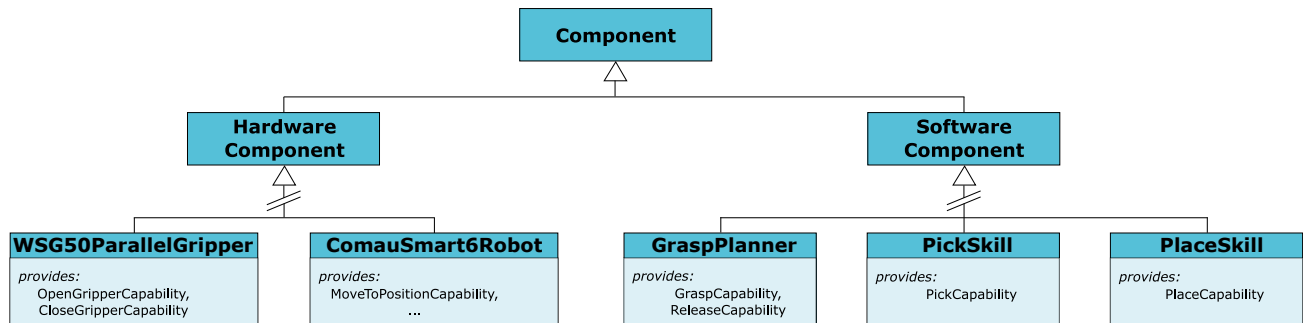 Component
Hardware
Component
Software
Component
WSG50ParallelGripper
provides:
OpenGripperCapability,
CloseGripperCapability
ComauSmart6Robot
provides:
MoveToPositionCapability,
...
GraspPlanner
provides:
GraspCapability,
ReleaseCapability
PickSkill
provides:
PickCapability
PlaceSkill
provides:
PlaceCapability